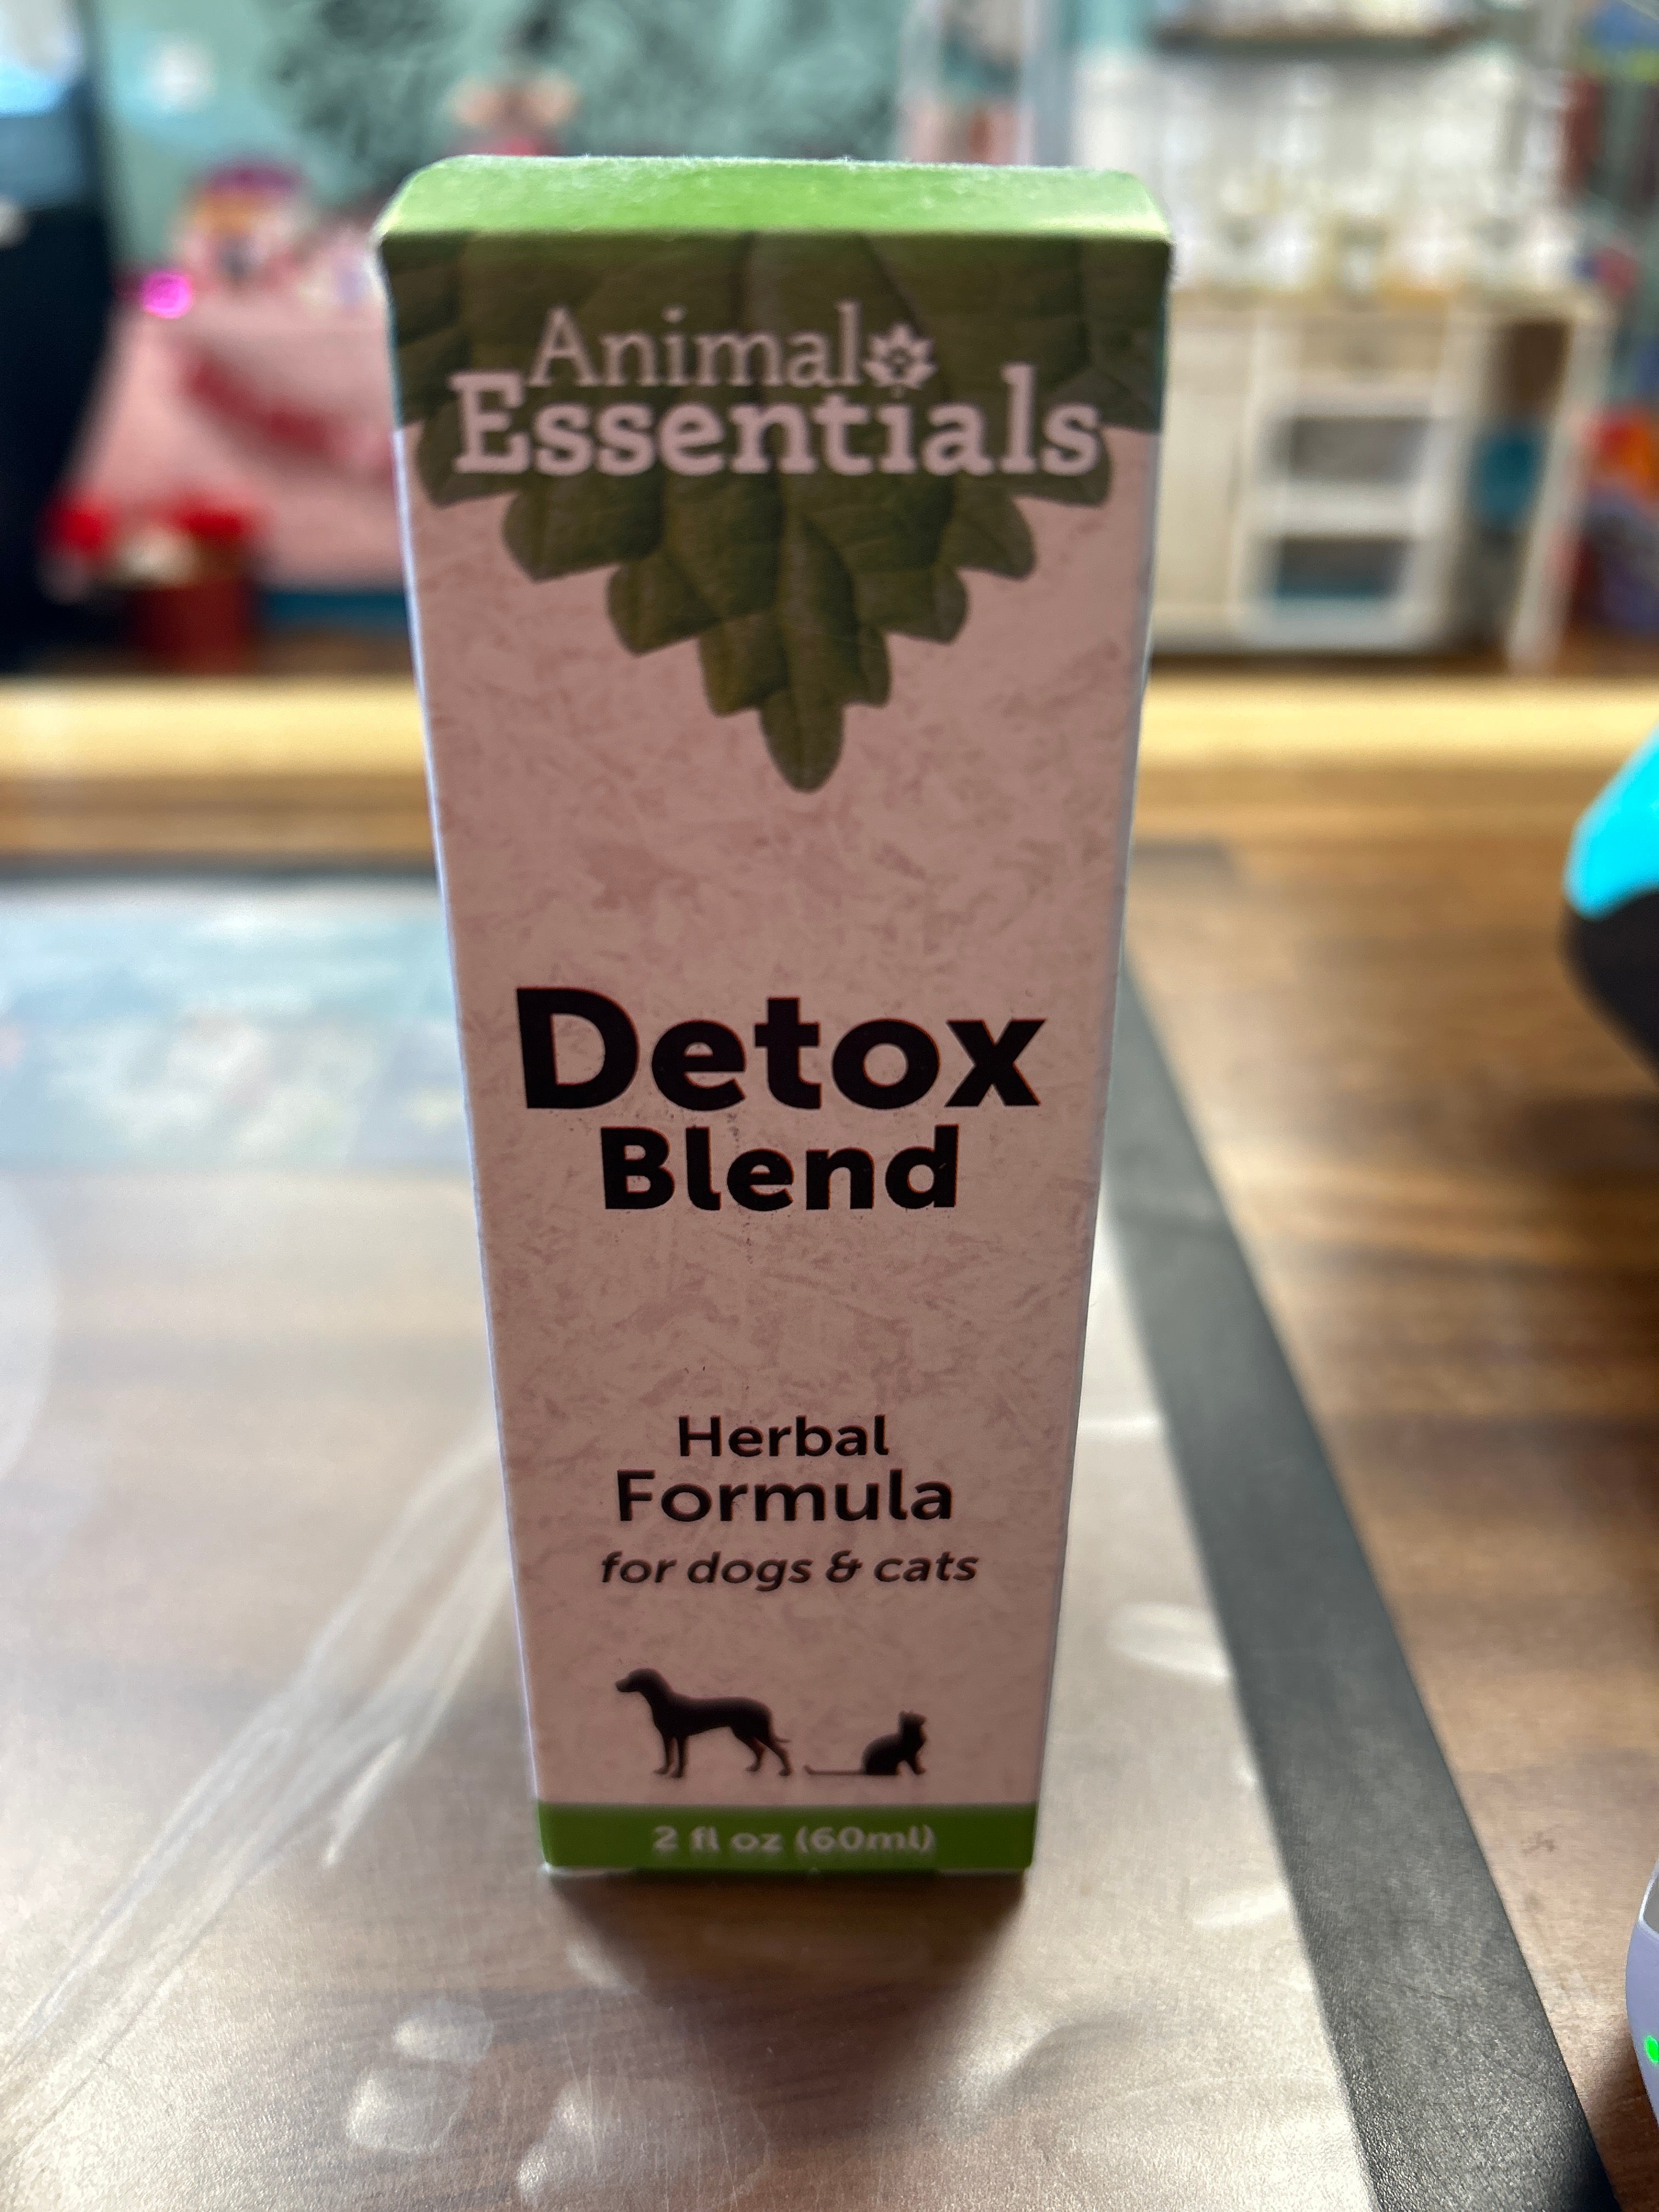 Animal
Essentials
Detox
Blend
Herbal
Formula
for dogs & cats
2 fl oz (60ml)